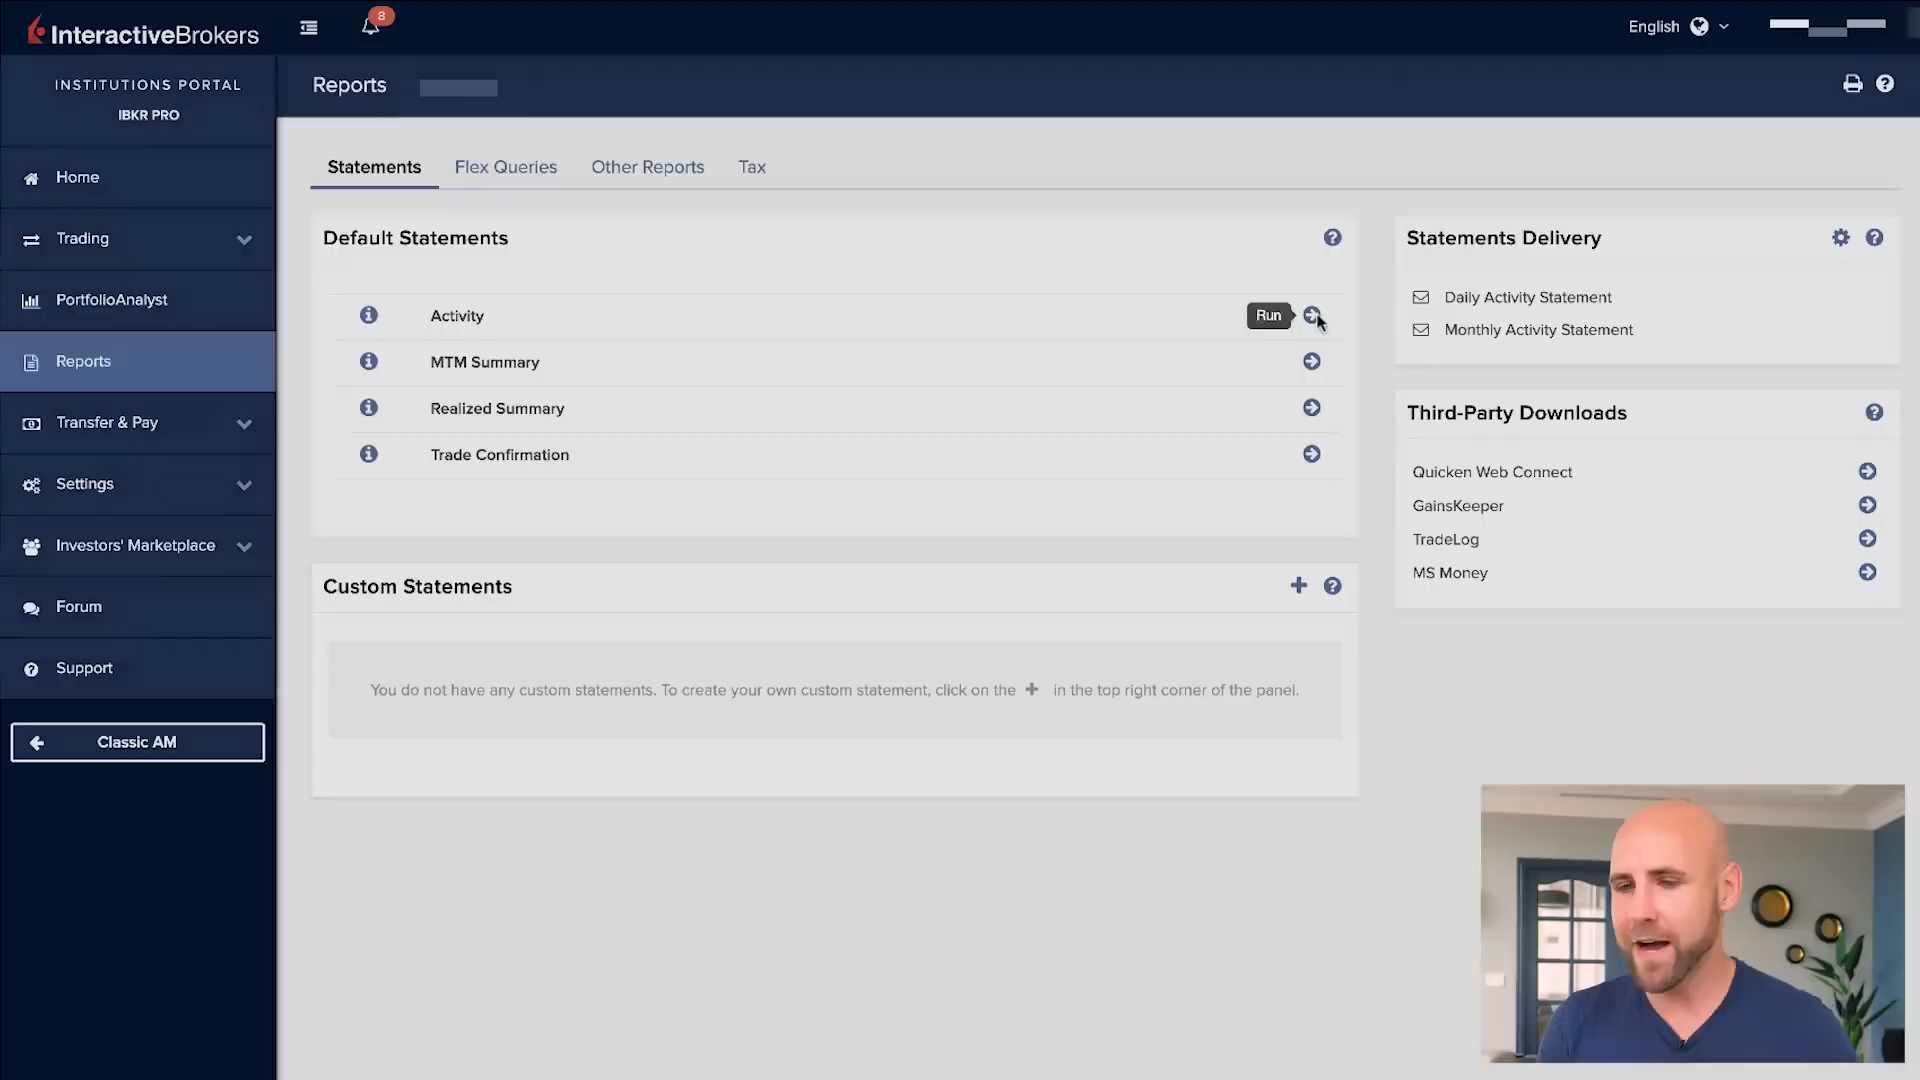 InteractiveBrokers
8
English
INSTITUTIONS PORTAL
IBKR PRO
Reports
Home
Trading
PortfolioAnalyst
Reports
Transfer & Pay
Settings
Investors' Marketplace
Forum
Support
Classic AM
Statements
Flex Queries
Other Reports
Tax
Default Statements
Activity
Run
MTM Summary
Realized Summary
Trade Confirmation
Custom Statements
You do not have any custom statements. To create your own custom statement, click on the + in the top right corner of the panel.
Statements Delivery
Daily Activity Statement
Monthly Activity Statement
Third-Party Downloads
Quicken Web Connect
GainsKeeper
TradeLog
MS Money